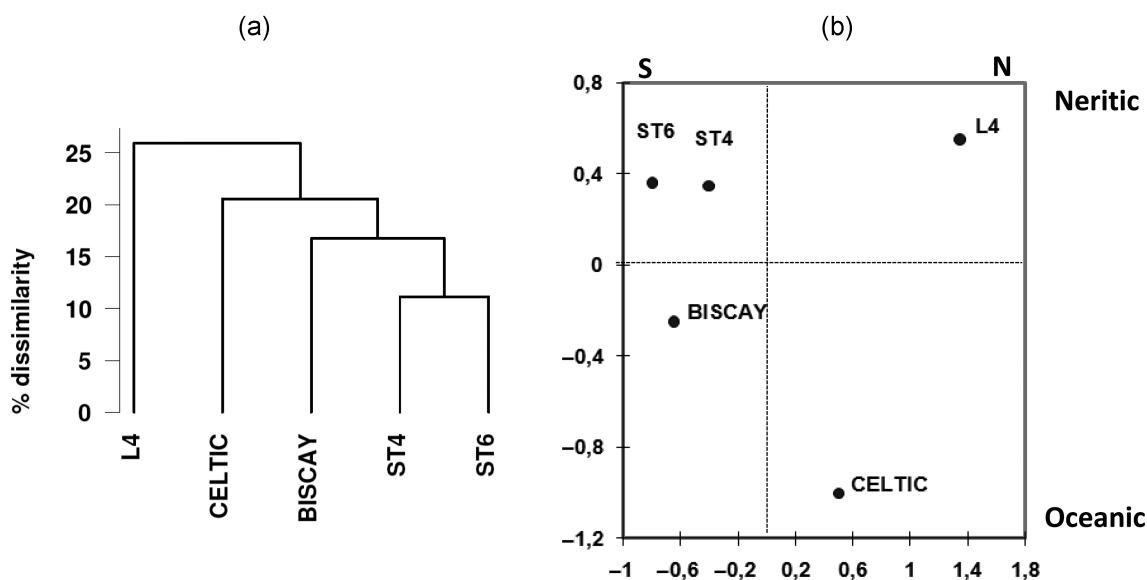 (a)
% dissimilarity
25
20
15
10
5
0
L4
CELTIC
BISCAY
ST4
ST6
(b)
S N
Neritic
Oceanic
0,8
0,4
0
−0,4
−0,8
−1,2
ST6
ST4
L4
BISCAY
CELTIC
−1 −0,6 −0,2 0,2 0,6 1 1,4 1,8